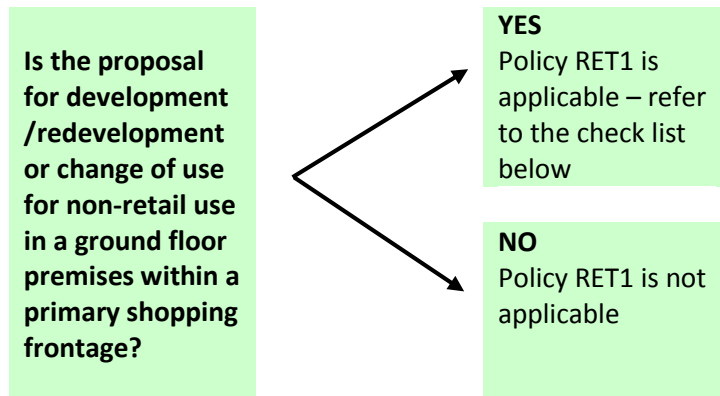 Is the proposal
for development
/redevelopment
or change of use
for non-retail use
in a ground floor
premises within a
primary shopping
frontage?
YES
Policy RET1 is
applicable – refer
to the check list
below
NO
Policy RET1 is not
applicable